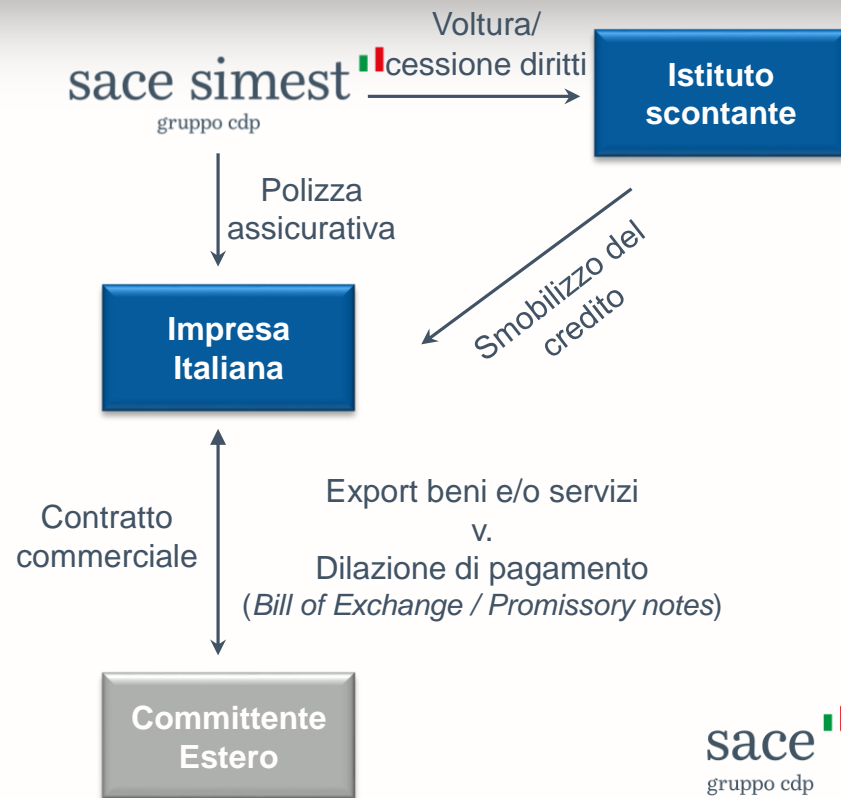 Voltura/
cessione diritti
sace simest
gruppo cdp
Istituto
scontante
Polizza
assicurativa
Smobilizzo del
credito
Impresa
Italiana
Contratto
commerciale
Export beni e/o servizi
v.
Dilazione di pagamento
(Bill of Exchange / Promissory notes)
Committente
Estero
sace
gruppo cdp